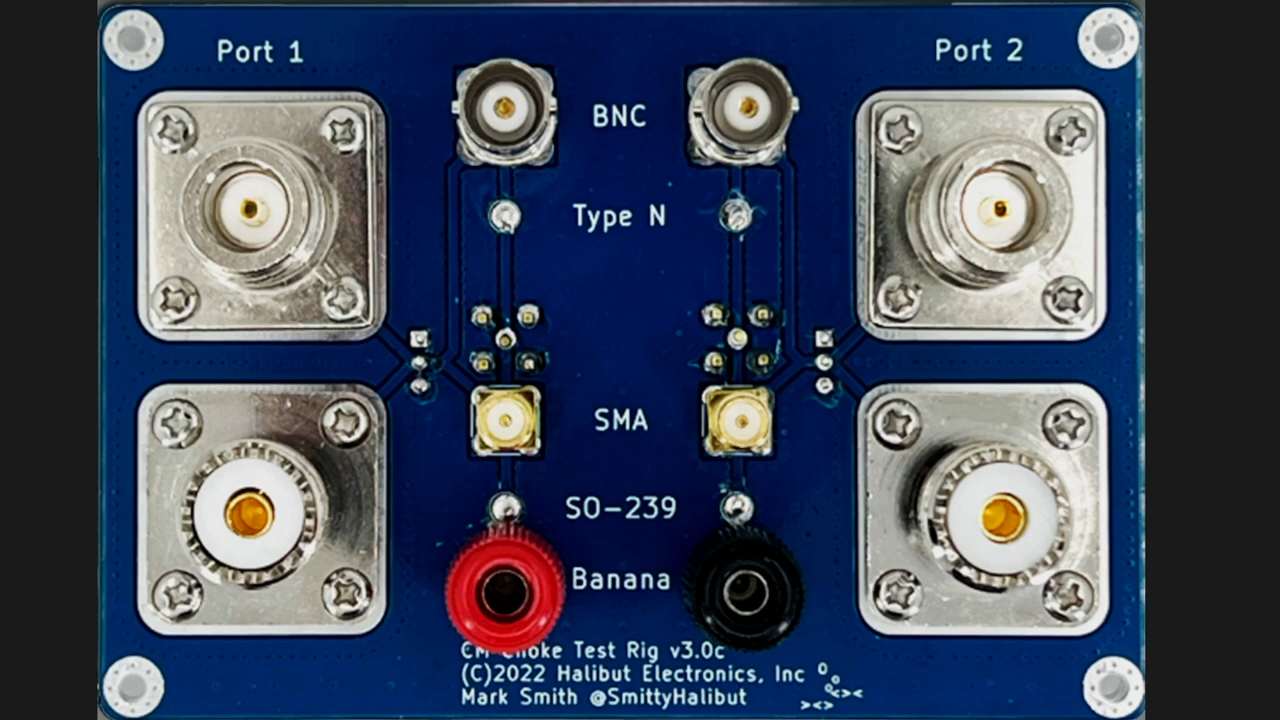 Port 1
Port 2
BNC
Type N
SMA
SO-239
Banana
CM Choke Test Rig v3.0c
(C)2022 Halibut Electronics, Inc
Mark Smith @SmittyHalibut